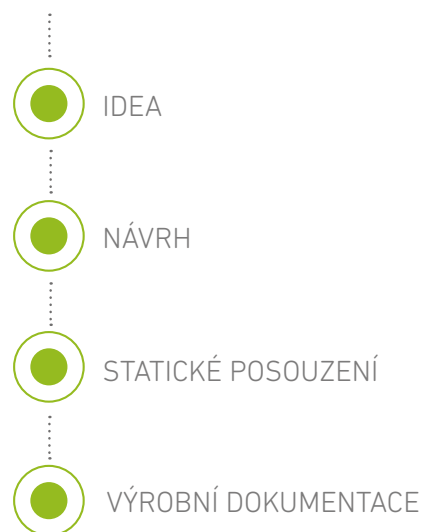 IDEA
NÁVRH
STATICKÉ POSOUZENÍ
VÝROBNÍ DOKUMENTACE